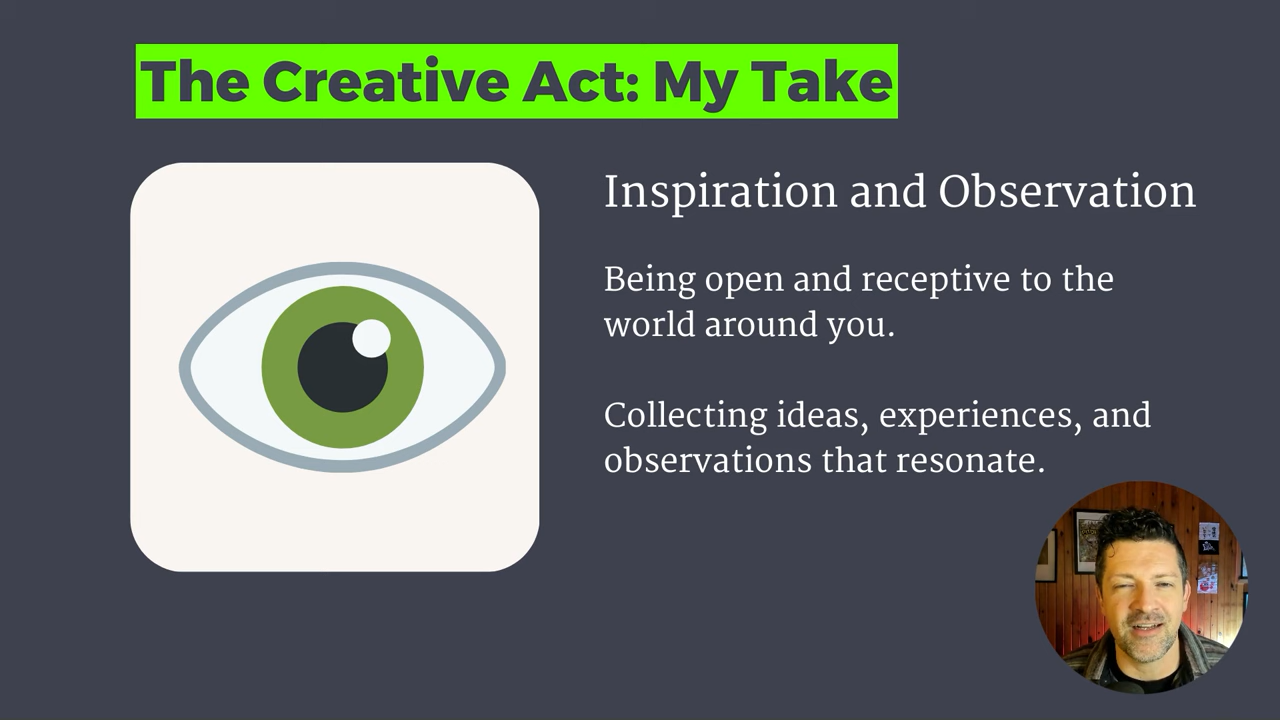 The Creative Act: My Take
Inspiration and Observation
Being open and receptive to the
world around you.
Collecting ideas, experiences, and
observations that resonate.